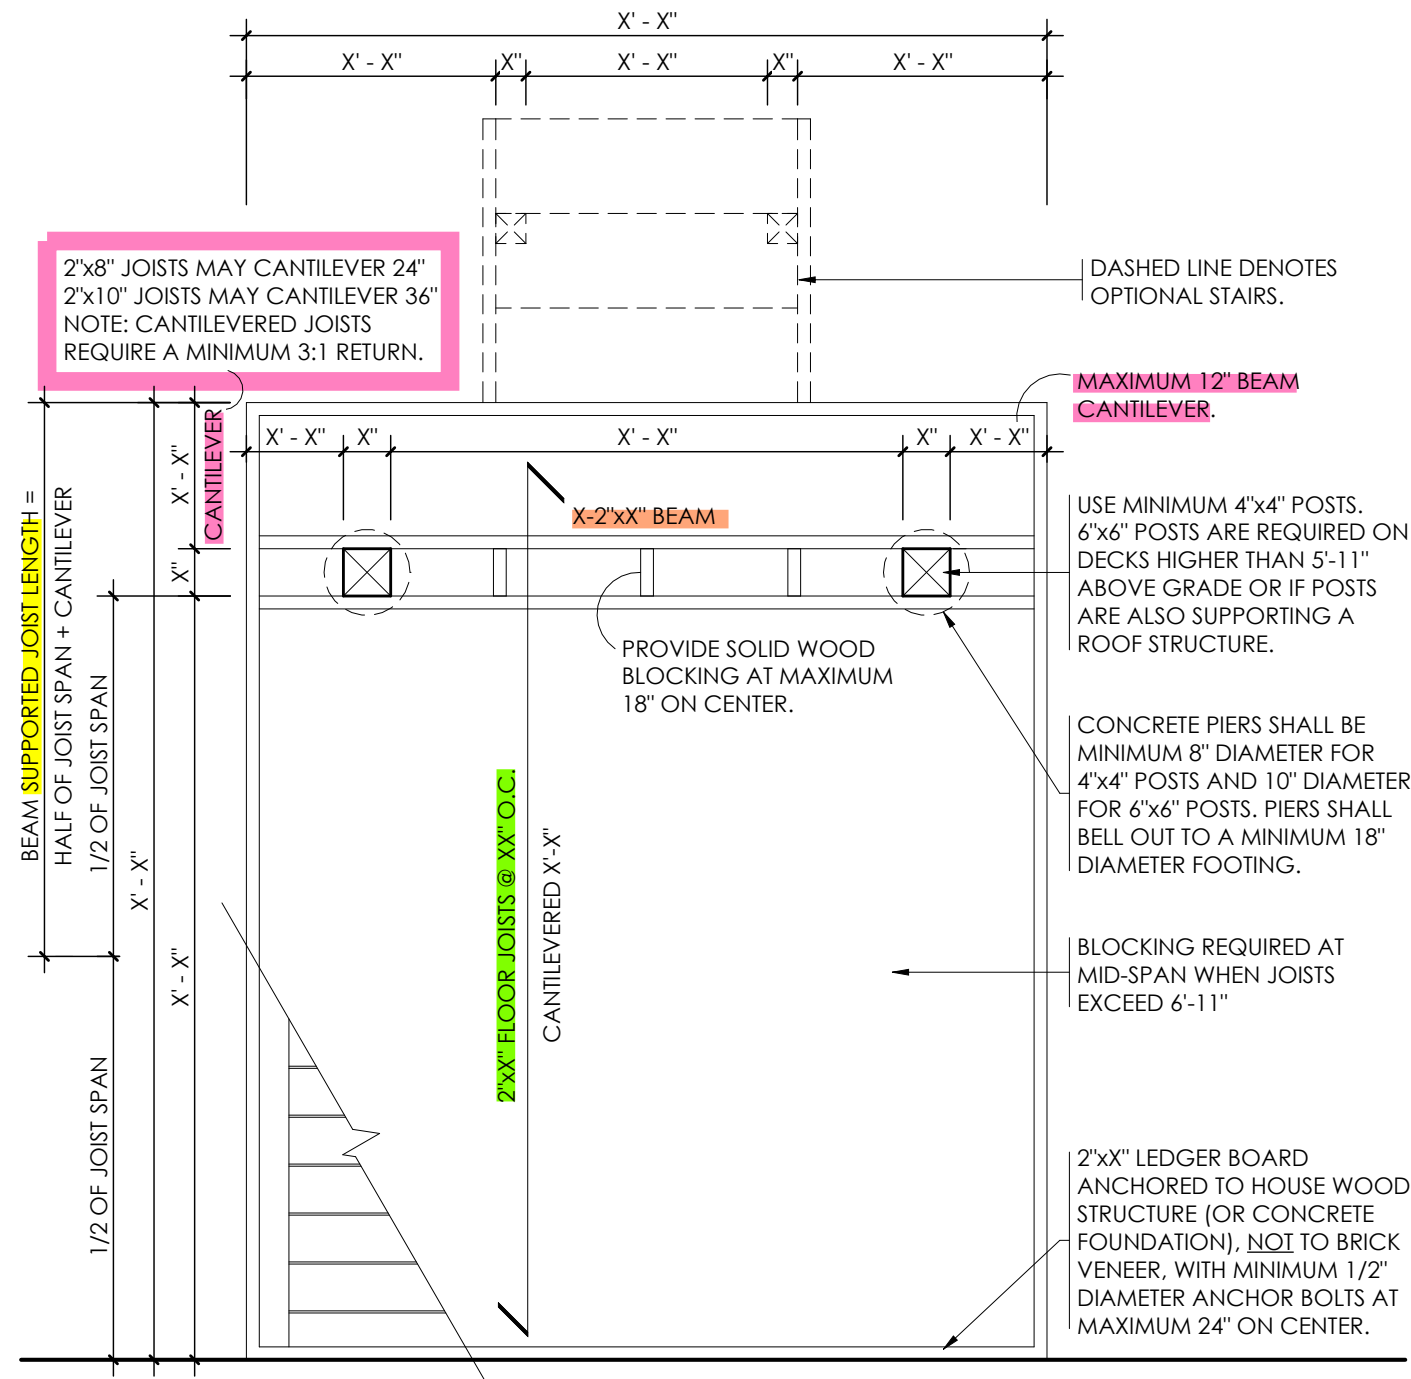 X' - X"
X' - X"
X"
X' - X"
X"
X' - X"
2"x8" JOISTS MAY CANTILEVER 24"
2"x10" JOISTS MAY CANTILEVER 36"
NOTE: CANTILEVERED JOISTS
REQUIRE A MINIMUM 3:1 RETURN.
DASHED LINE DENOTES
OPTIONAL STAIRS.
MAXIMUM 12" BEAM
CANTILEVER.
X' - X"
X"
X' - X"
X"
X' - X"
X' - X"
CANTILEVER
X"
X-2"xX" BEAM
USE MINIMUM 4"x4" POSTS.
6"x6" POSTS ARE REQUIRED ON
DECKS HIGHER THAN 5'-11"
ABOVE GRADE OR IF POSTS
ARE ALSO SUPPORTING A
ROOF STRUCTURE.
BEAM SUPPORTED JOIST LENGTH =
HALF OF JOIST SPAN + CANTILEVER
1/2 OF JOIST SPAN
X' - X"
X' - X"
PROVIDE SOLID WOOD
BLOCKING AT MAXIMUM
18" ON CENTER.
CONCRETE PIERS SHALL BE
MINIMUM 8" DIAMETER FOR
4"x4" POSTS AND 10" DIAMETER
FOR 6"x6" POSTS. PIERS SHALL
BELL OUT TO A MINIMUM 18"
DIAMETER FOOTING.
2"xX" FLOOR JOISTS @ XX" O.C.
CANTILEVERED X'-X"
BLOCKING REQUIRED AT
MID-SPAN WHEN JOISTS
EXCEED 6'-11"
1/2 OF JOIST SPAN
2"xX" LEDGER BOARD
ANCHORED TO HOUSE WOOD
STRUCTURE (OR CONCRETE
FOUNDATION), NOT TO BRICK
VENEER, WITH MINIMUM 1/2"
DIAMETER ANCHOR BOLTS AT
MAXIMUM 24" ON CENTER.